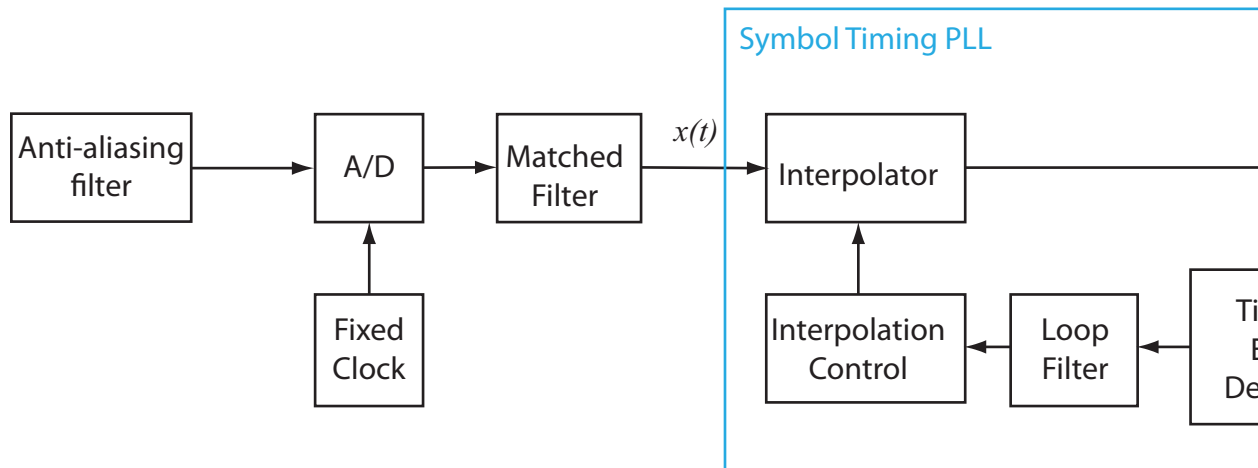 Symbol Timing PLL
Anti-aliasing
filter
A/D
Matched
Filter
x(t)
Interpolator
Fixed
Clock
Interpolation
Control
Loop
Filter